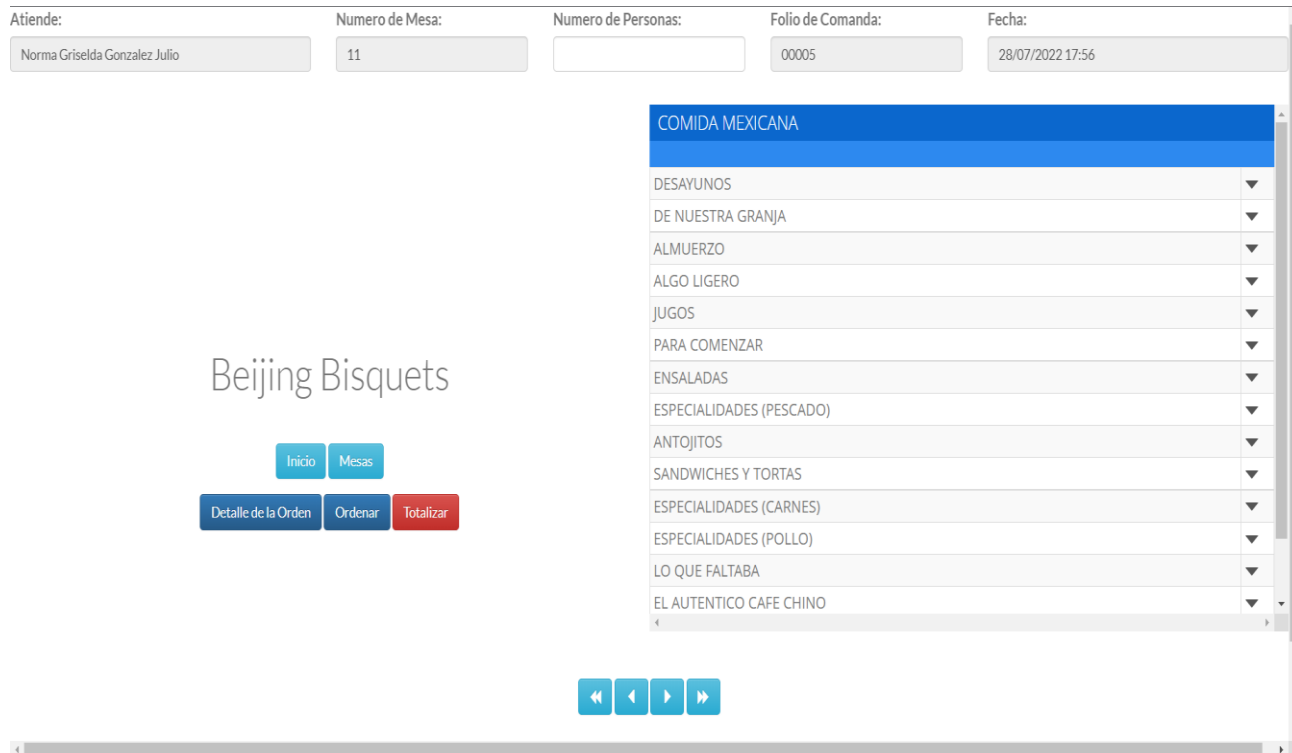 Atiende: Numero de Mesa: Numero de Personas: Folio de Comanda: Fecha:
Norma Griselda Gonzalez Julio 11 00005 28/07/2022 17:56
COMIDA MEXICANA
DESAYUNOS
DE NUESTRA GRANJA
ALMUERZO
ALGO LIGERO
JUGOS
PARA COMENZAR
ENSALADAS
ESPECIALIDADES (PESCADO)
ANTOJITOS
SANDWICHES Y TORTAS
ESPECIALIDADES (CARNES)
ESPECIALIDADES (POLLO)
LO QUE FALTABA
EL AUTENTICO CAFE CHINO
Beijing Bisquets
Inicio Mesas
Detalle de la Orden Ordenar Totalizar